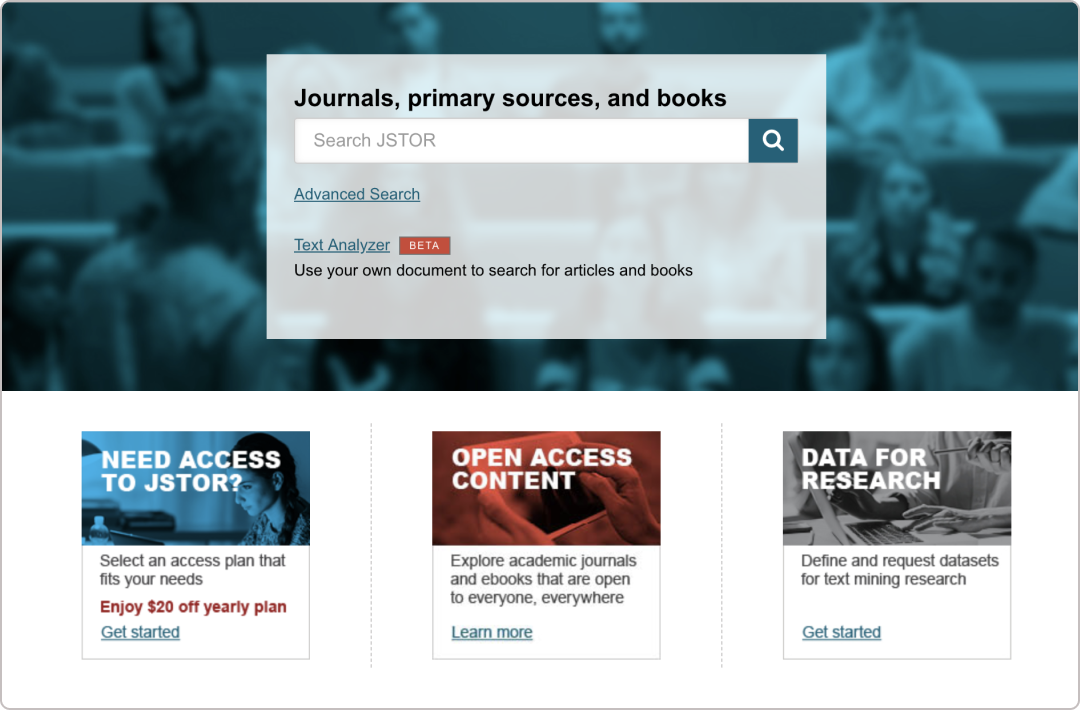 Journals, primary sources, and books
Search JSTOR
Advanced Search
Text Analyzer BETA
Use your own document to search for articles and books
NEED ACCESS
TO JSTOR?
Select an access plan that
fits your needs
Enjoy $20 off yearly plan
Get started
OPEN ACCESS
CONTENT
Explore academic journals
and ebooks that are open
to everyone, everywhere
Learn more
DATA FOR
RESEARCH
Define and request datasets
for text mining research
Get started